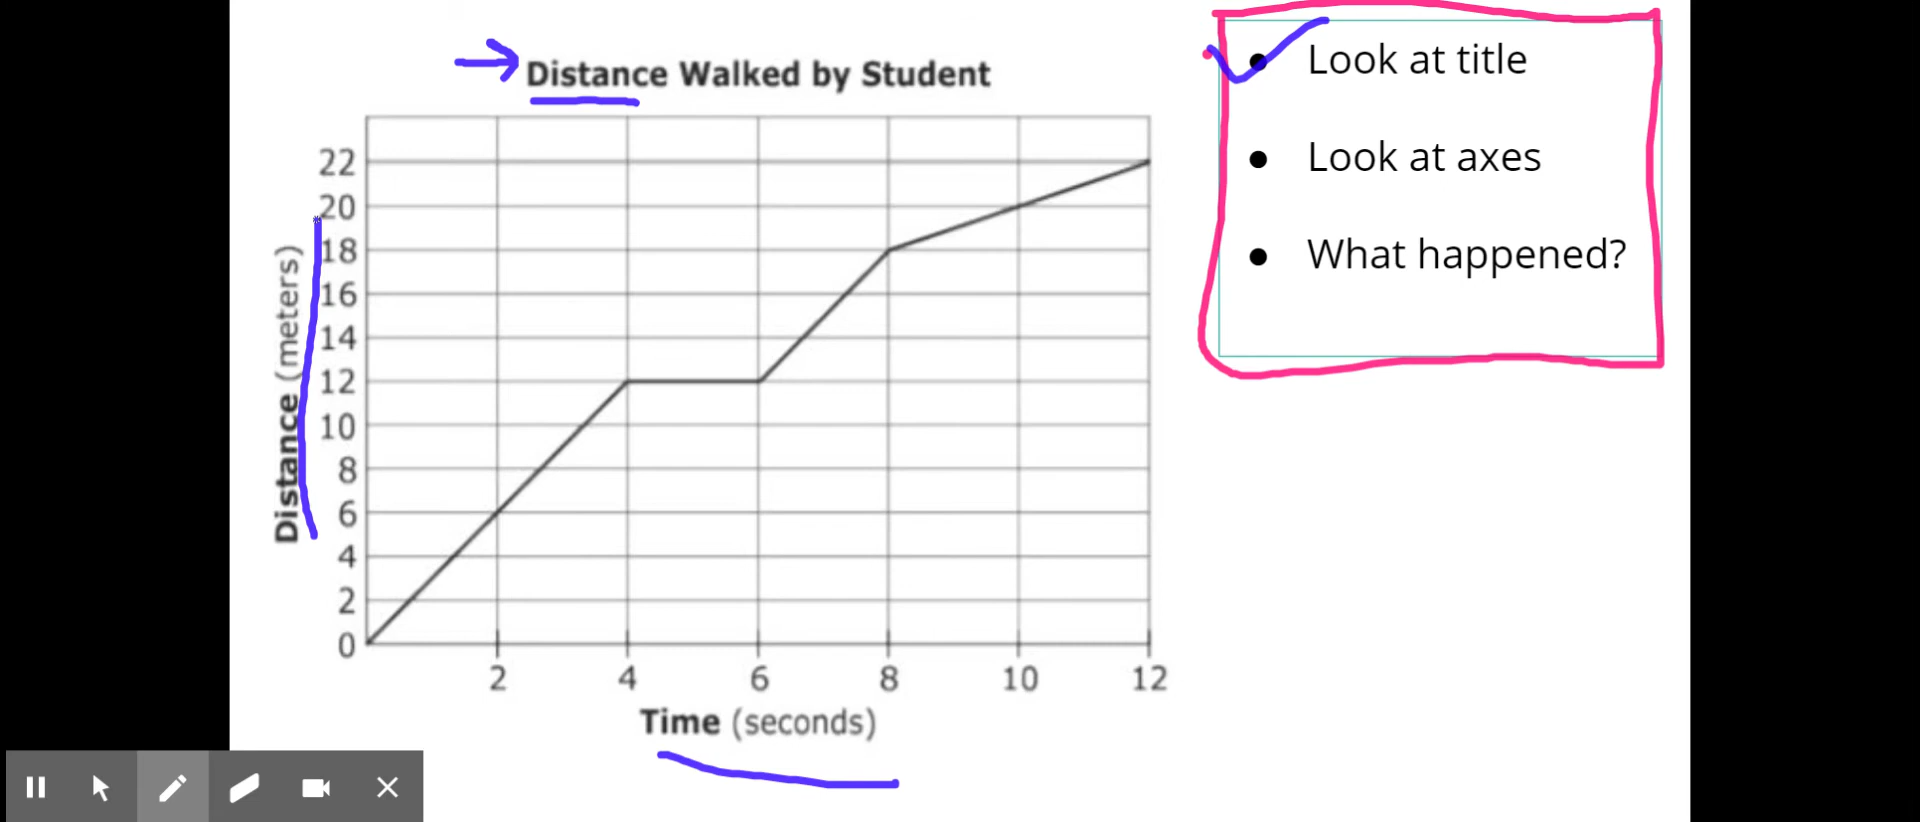 Distance Walked by Student
22
20
18
16
14
12
10
8
6
4
2
0
Distance (meters)
2 4 6 8 10 12
Time (seconds)
● Look at title
● Look at axes
● What happened?